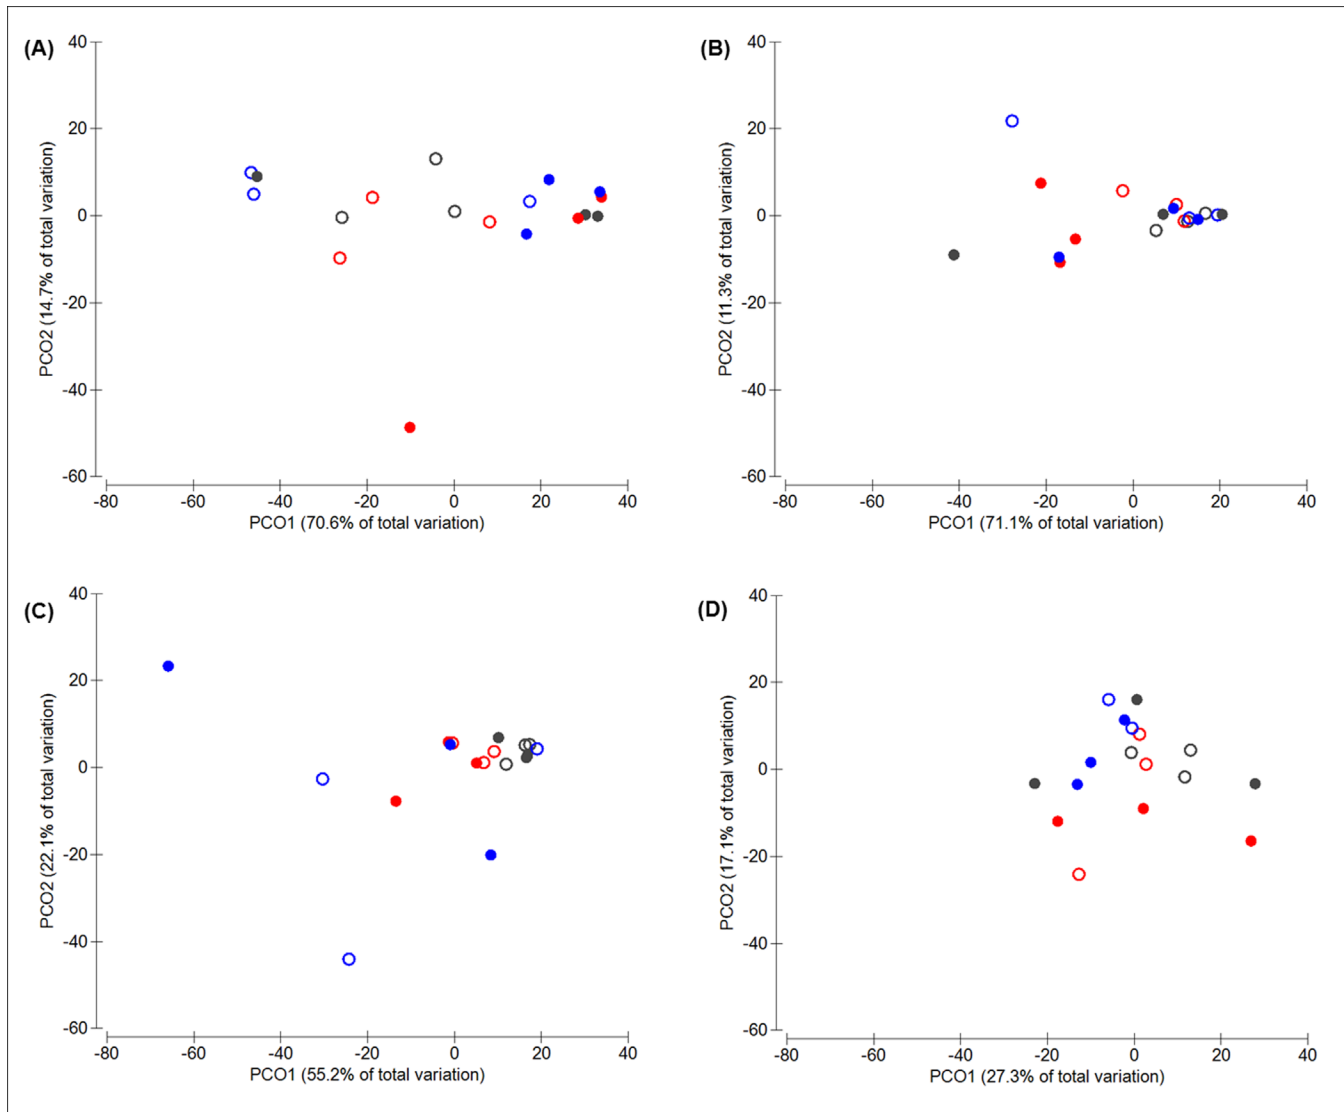 (A)
40
20
0
-20
-40
-60
PCO2 (14.7% of total variation)
-80 -60 -40 -20 0 20 40
PCO1 (70.6% of total variation)
(B)
40
20
0
-20
-40
-60
PCO2 (11.3% of total variation)
-80 -60 -40 -20 0 20 40
PCO1 (71.1% of total variation)
(C)
40
20
0
-20
-40
-60
PCO2 (22.1% of total variation)
-80 -60 -40 -20 0 20 40
PCO1 (55.2% of total variation)
(D)
40
20
0
-20
-40
-60
PCO2 (17.1% of total variation)
-80 -60 -40 -20 0 20 40
PCO1 (27.3% of total variation)